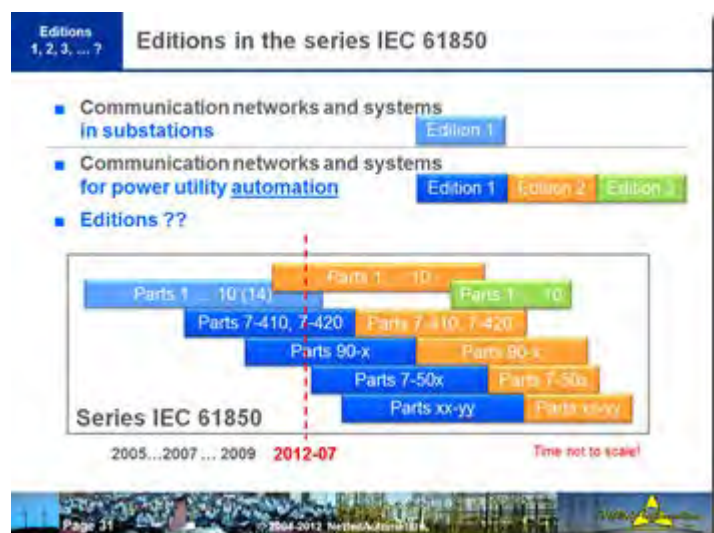 Editions
1, 2, 3, ... ?
Editions in the series IEC 61850
Communication networks and systems
in substations
Edition 1
Communication networks and systems
for power utility automation
Edition 1 Edition 2 Edition 3
Editions ??
Parts 1 ... 10
Parts 1 ... 10 (14) Parts 1 ... 10
Parts 7-410, 7-420 Parts 7-410, 7-420
Parts 90-x Parts 90-x
Parts 7-50x Parts 7-50x
Parts xx-yy Parts xx-yy
Series IEC 61850
2005...2007 ... 2009 2012-07 Time not to scale!
Page 31 © 2004-2012 NettedAutomation